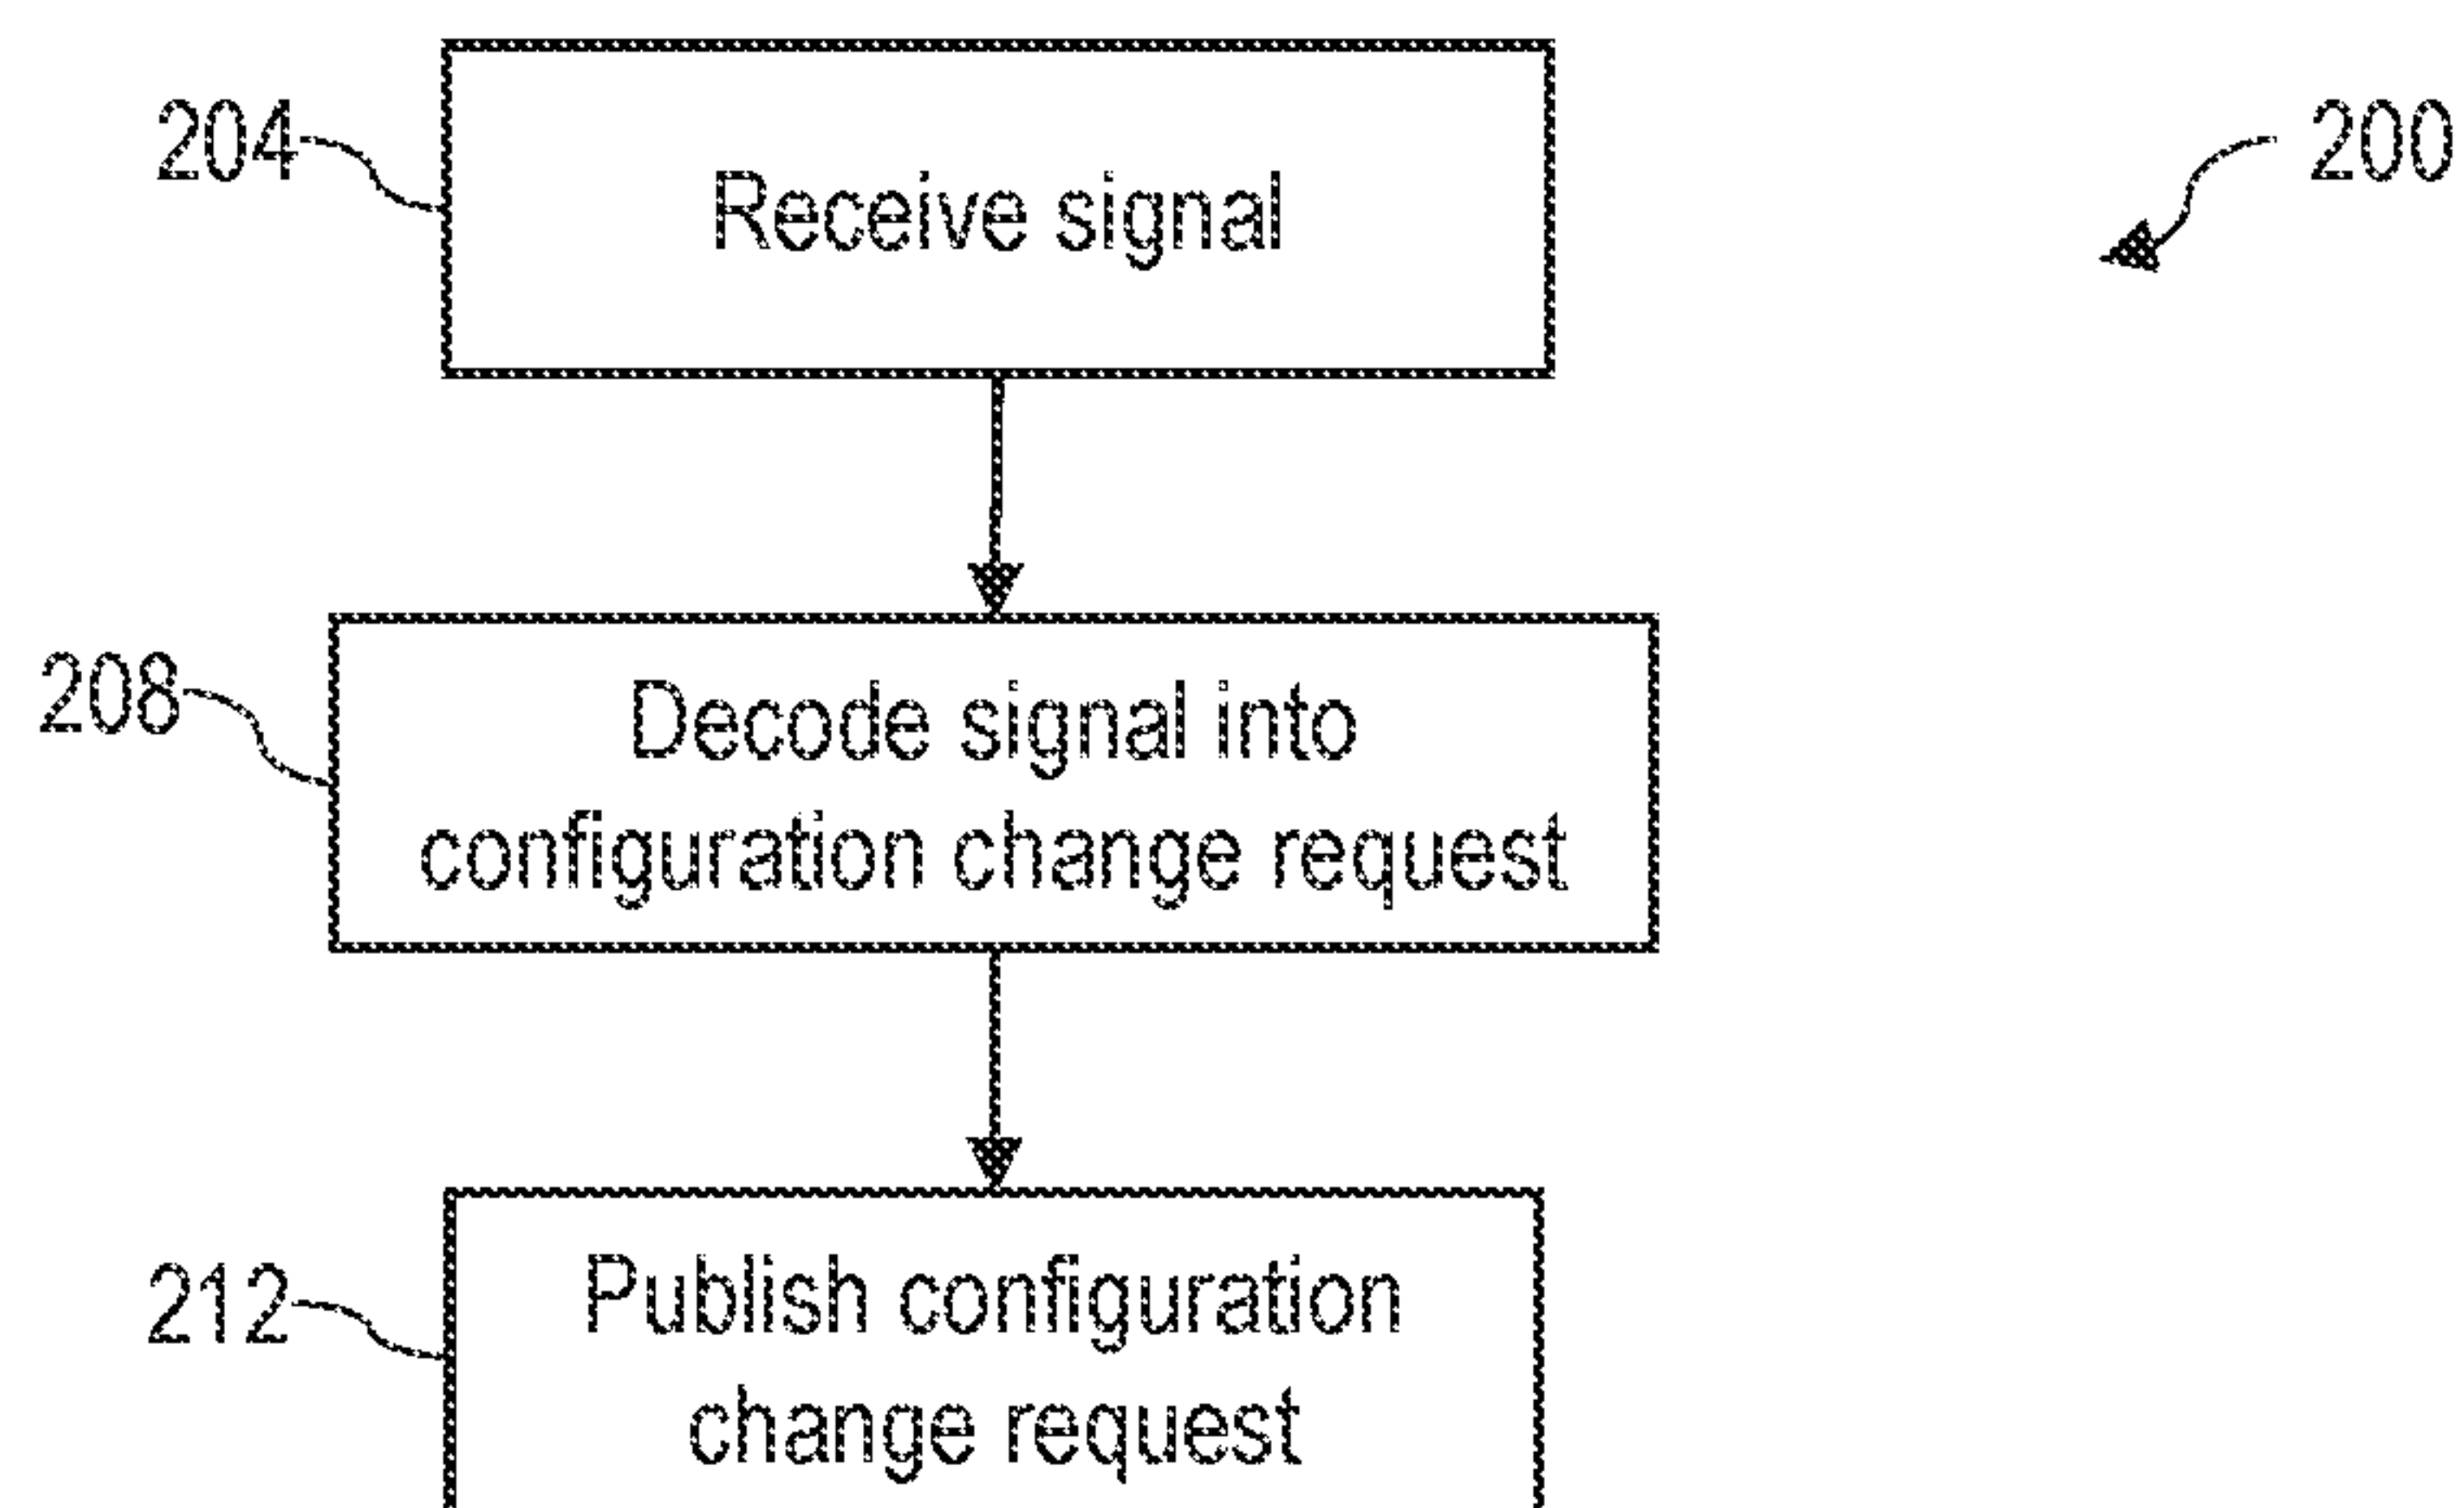 204
Receive signal
200
208
Decode signal into
configuration change request
212
Publish configuration
change request